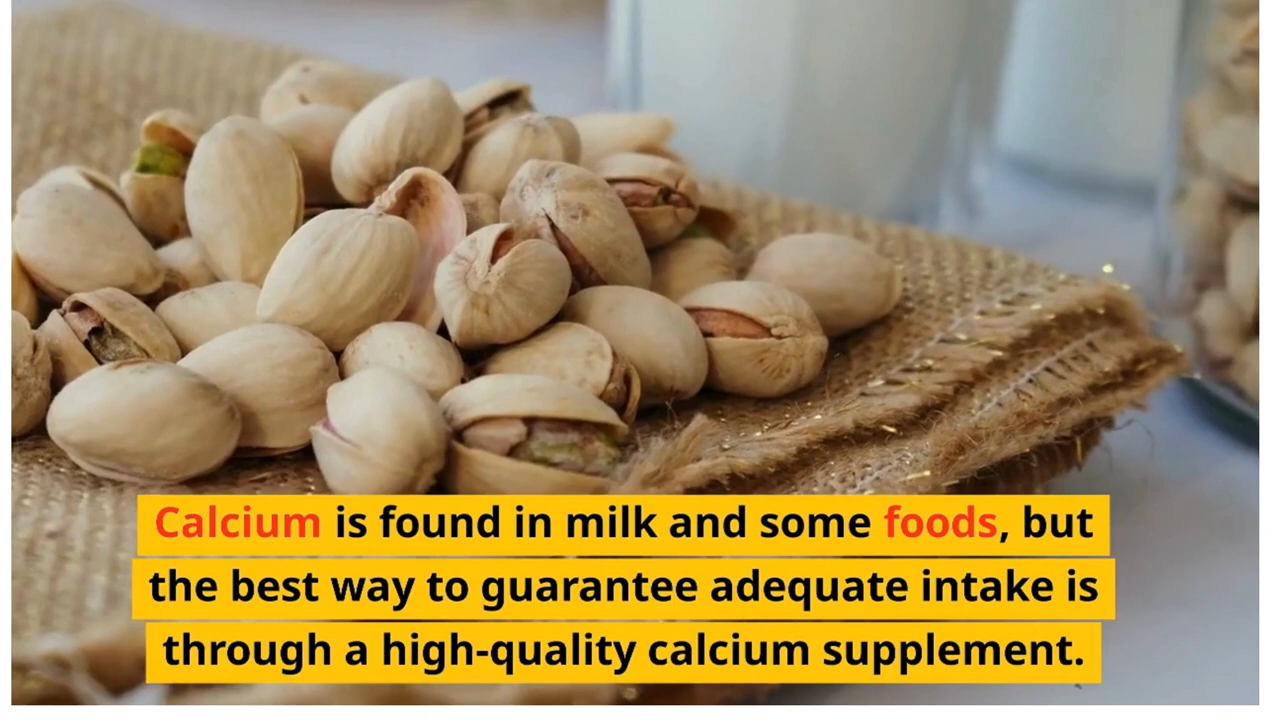 Calcium is found in milk and some foods, but
the best way to guarantee adequate intake is
through a high-quality calcium supplement.